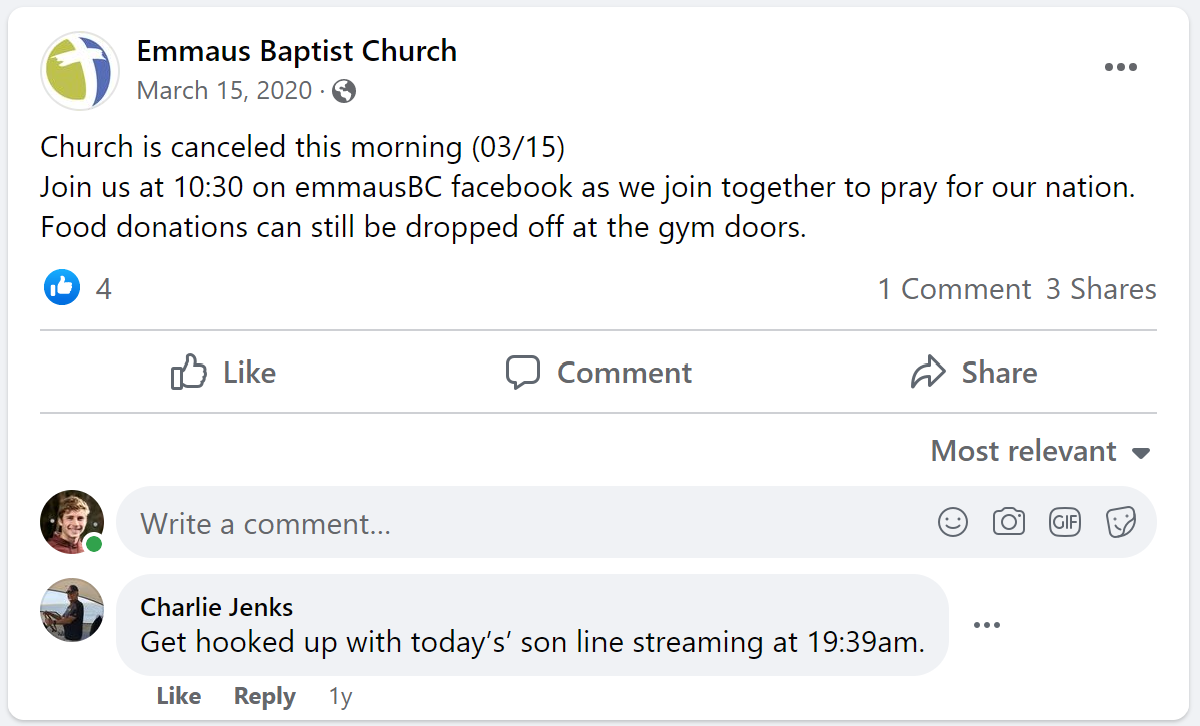 Emmaus Baptist Church
March 15, 2020 ·
Church is canceled this morning (03/15)
Join us at 10:30 on emmausBC facebook as we join together to pray for our nation.
Food donations can still be dropped off at the gym doors.
4 1 Comment 3 Shares
Like Comment Share
Most relevant
Write a comment... GIF
Charlie Jenks
Get hooked up with today’s’ son line streaming at 19:39am.
Like Reply 1y